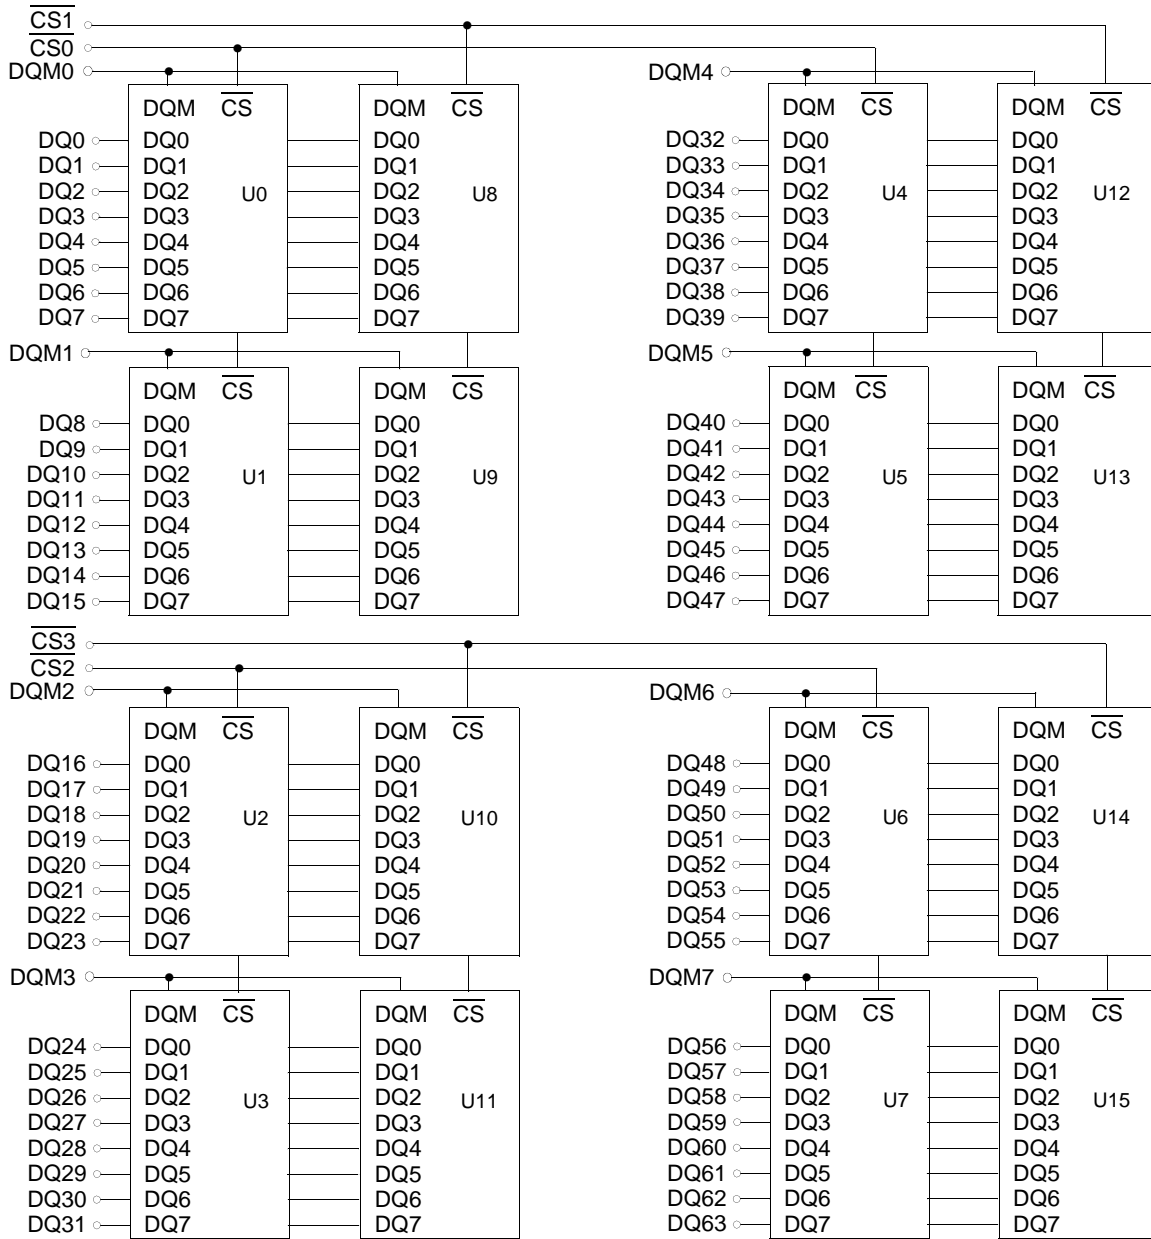 CS1
CS0
DQM0 DQM4
DQM CS DQM CS DQM CS DQM CS
DQ0 DQ0 DQ0 DQ32 DQ0 DQ0
DQ1 DQ1 DQ1 DQ33 DQ1 DQ1
DQ2 DQ2 U0 DQ2 U8 DQ34 DQ2 U4 DQ2 U12
DQ3 DQ3 DQ3 DQ35 DQ3 DQ3
DQ4 DQ4 DQ4 DQ36 DQ4 DQ4
DQ5 DQ5 DQ5 DQ37 DQ5 DQ5
DQ6 DQ6 DQ6 DQ38 DQ6 DQ6
DQ7 DQ7 DQ7 DQ39 DQ7 DQ7
DQM1 DQM5
DQM CS DQM CS DQM CS DQM CS
DQ8 DQ0 DQ0 DQ40 DQ0 DQ0
DQ9 DQ1 DQ1 DQ41 DQ1 DQ1
DQ10 DQ2 U1 DQ2 U9 DQ42 DQ2 U5 DQ2 U13
DQ11 DQ3 DQ3 DQ43 DQ3 DQ3
DQ12 DQ4 DQ4 DQ44 DQ4 DQ4
DQ13 DQ5 DQ5 DQ45 DQ5 DQ5
DQ14 DQ6 DQ6 DQ46 DQ6 DQ6
DQ15 DQ7 DQ7 DQ47 DQ7 DQ7
CS3
CS2
DQM2 DQM6
DQM CS DQM CS DQM CS DQM CS
DQ16 DQ0 DQ0 DQ48 DQ0 DQ0
DQ17 DQ1 DQ1 DQ49 DQ1 DQ1
DQ18 DQ2 U2 DQ2 U10 DQ50 DQ2 U6 DQ2 U14
DQ19 DQ3 DQ3 DQ51 DQ3 DQ3
DQ20 DQ4 DQ4 DQ52 DQ4 DQ4
DQ21 DQ5 DQ5 DQ53 DQ5 DQ5
DQ22 DQ6 DQ6 DQ54 DQ6 DQ6
DQ23 DQ7 DQ7 DQ55 DQ7 DQ7
DQM3 DQM7
DQM CS DQM CS DQM CS DQM CS
DQ24 DQ0 DQ0 DQ56 DQ0 DQ0
DQ25 DQ1 DQ1 DQ57 DQ1 DQ1
DQ26 DQ2 U3 DQ2 U11 DQ58 DQ2 U7 DQ2 U15
DQ27 DQ3 DQ3 DQ59 DQ3 DQ3
DQ28 DQ4 DQ4 DQ60 DQ4 DQ4
DQ29 DQ5 DQ5 DQ61 DQ5 DQ5
DQ30 DQ6 DQ6 DQ62 DQ6 DQ6
DQ31 DQ7 DQ7 DQ63 DQ7 DQ7